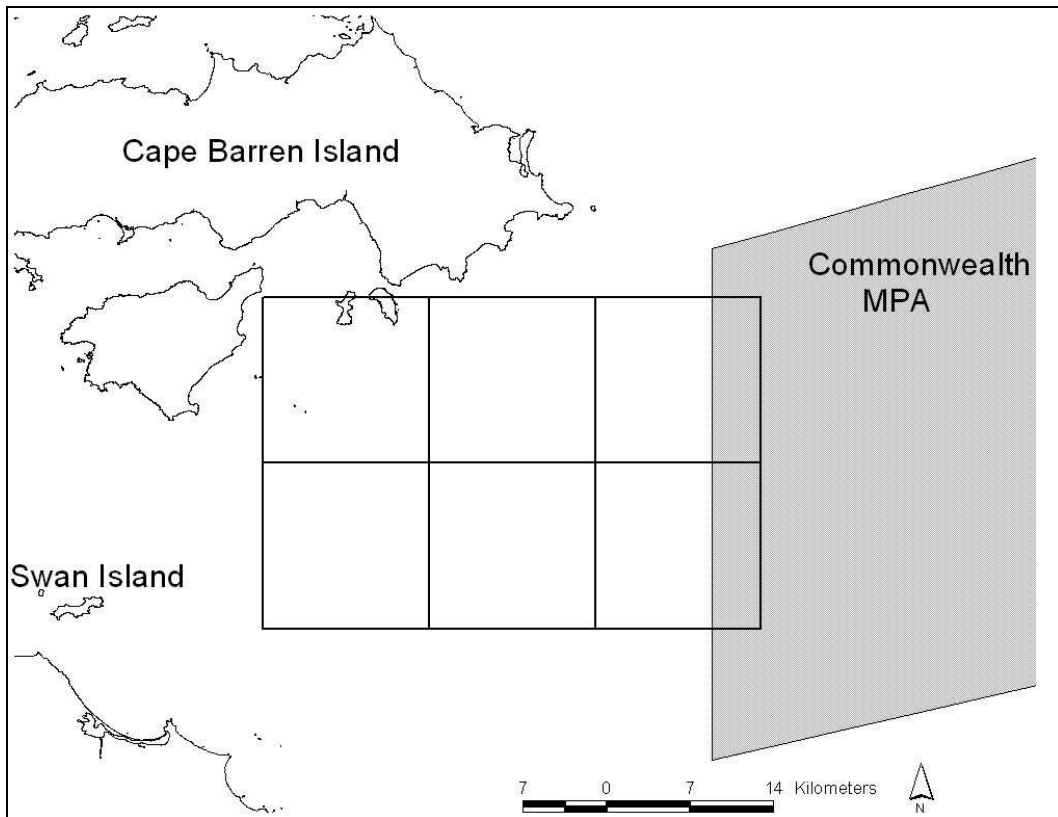 Cape Barren Island
Commonwealth
MPA
Swan Island
7 0 7 14 Kilometers
N